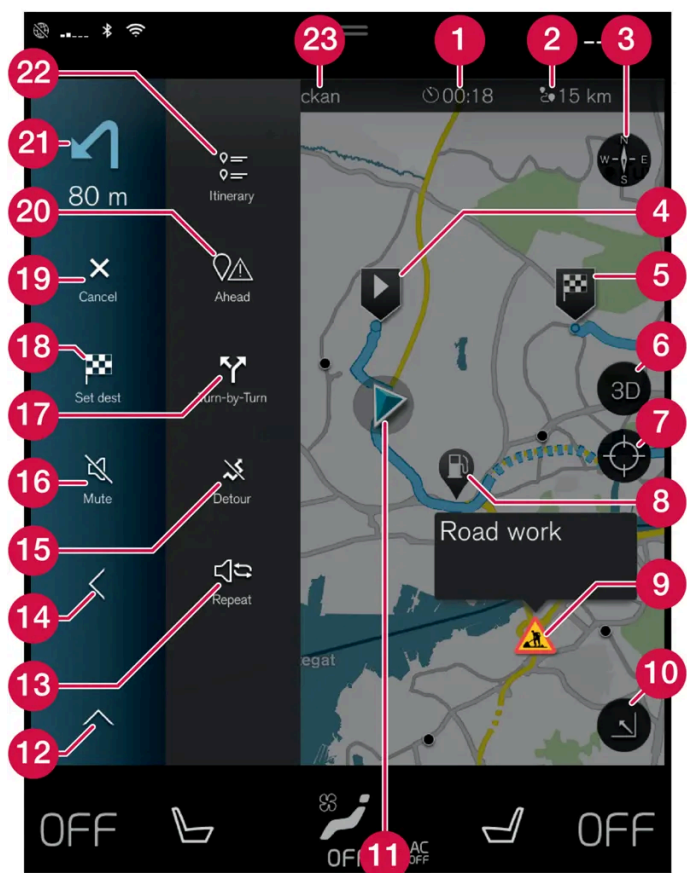 23 1 2 3
22 ckan 00:18 15 km
21 N
W E
S
80 m Itinerary
20 4
19 Cancel Ahead 5
18 6
Set dest Turn-by-Turn 3D
17 7
16 Mute Detour 8
15 Road work
14 Repeat 9
13 egat 10
12
OFF OFF 11 AC OFF OFF